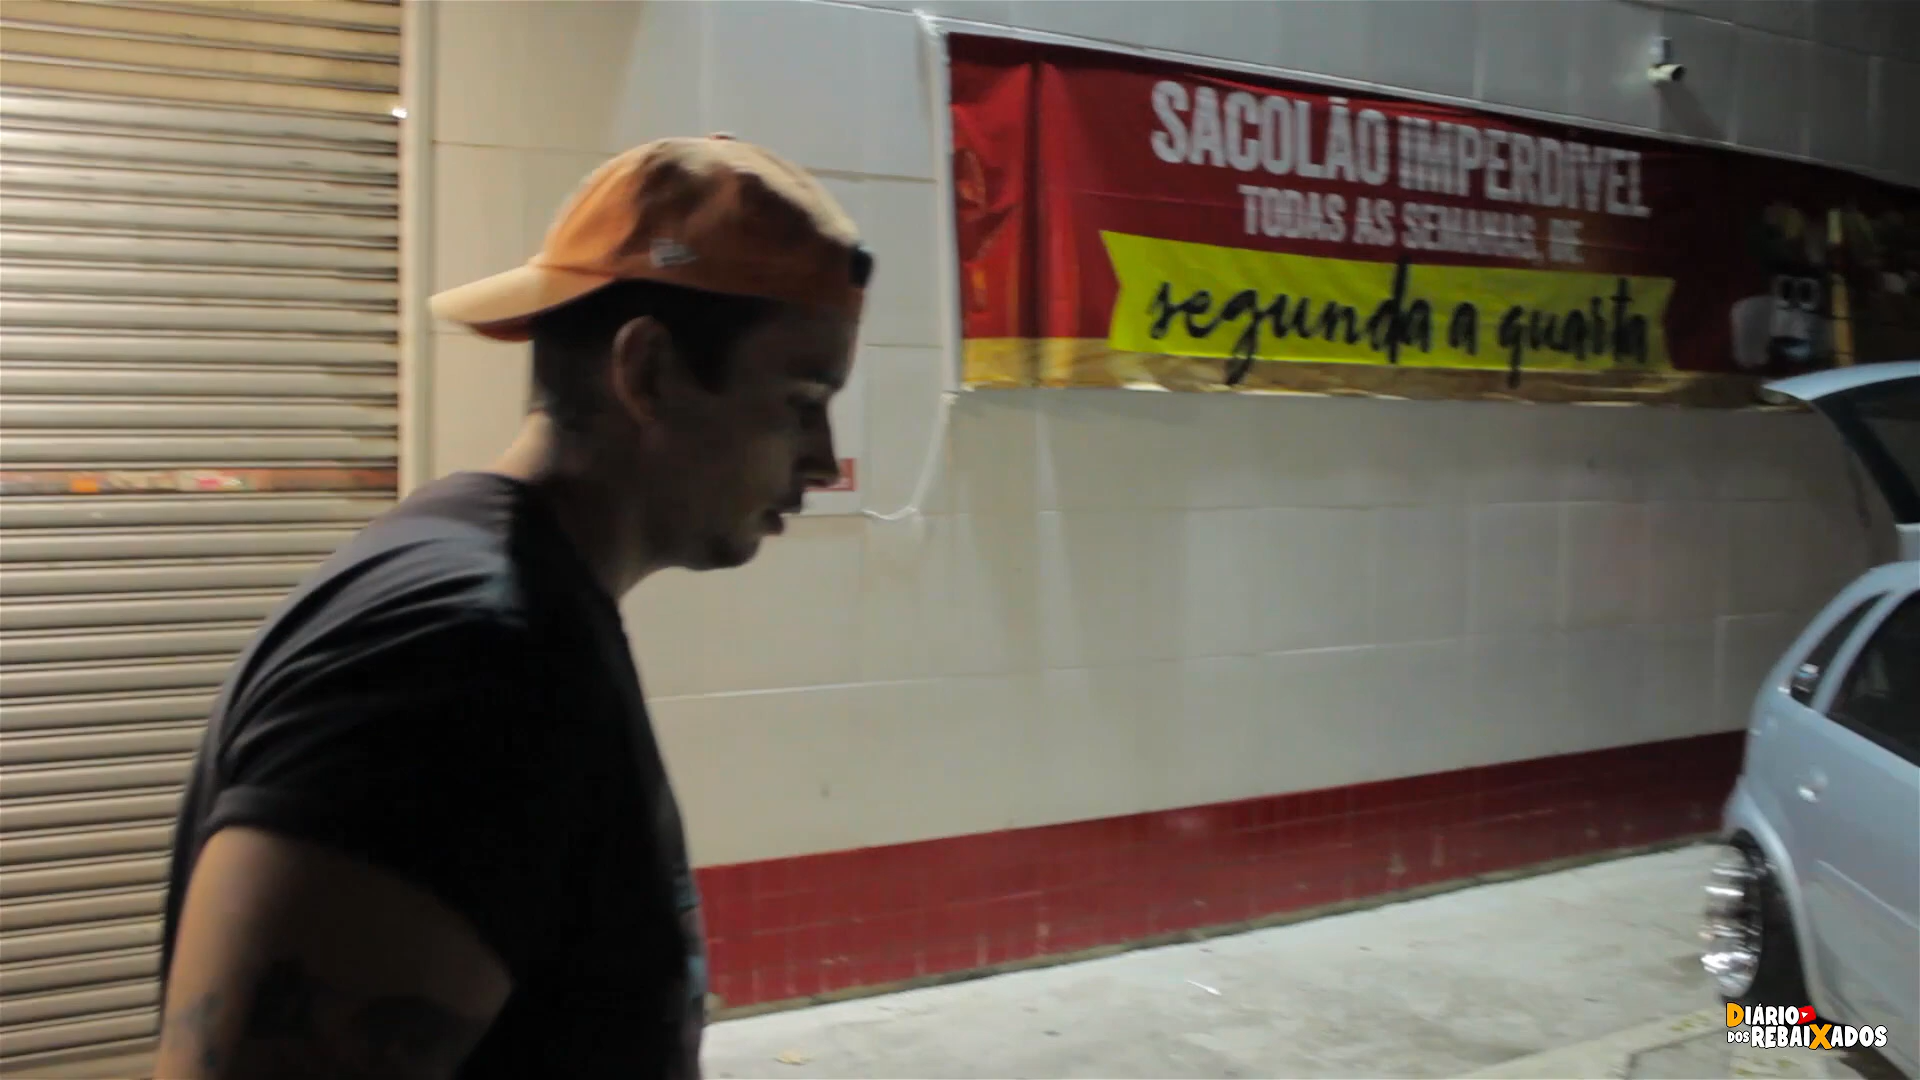 SACOLÃO IMPERDÍVEL
TODAS AS SEMANAS, DE
segunda a quarta
DIÁRIO
DOS REBAIXADOS